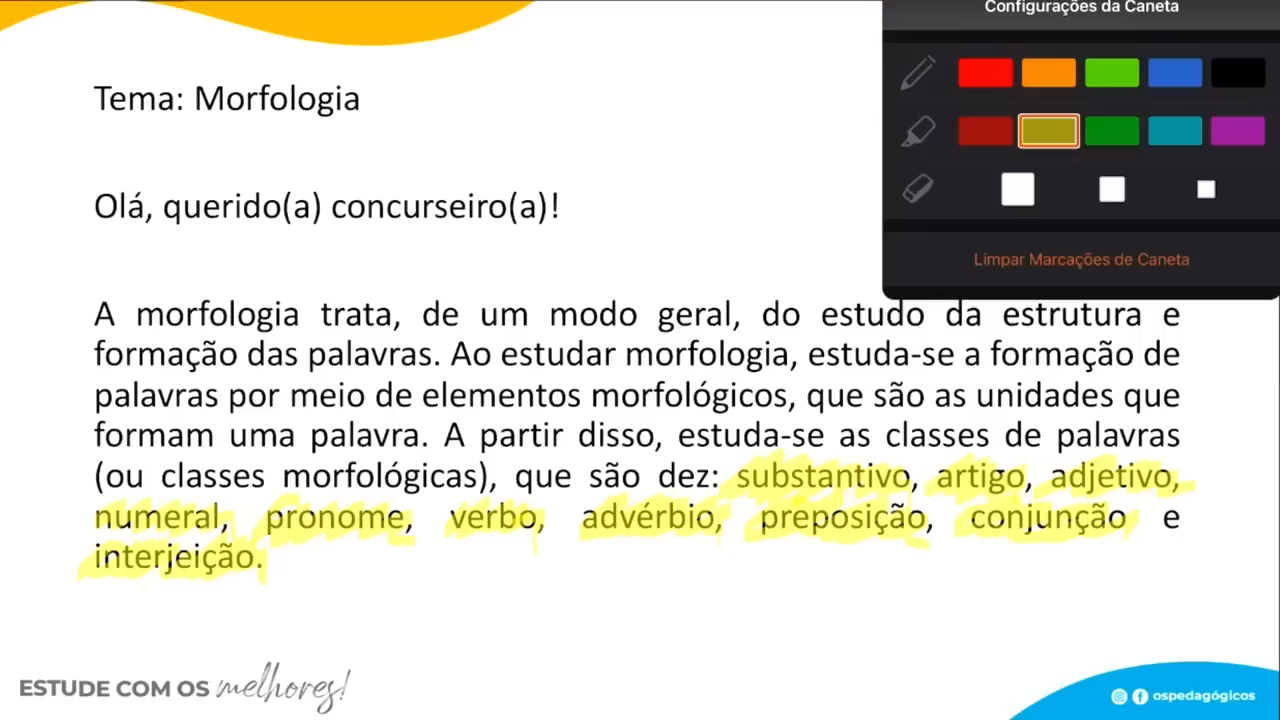 Configurações da Caneta
Tema: Morfologia
Olá, querido(a) concurseiro(a)!
Limpar Marcações de Caneta
A morfologia trata, de um modo geral, do estudo da estrutura e
formação das palavras. Ao estudar morfologia, estuda-se a formação de
palavras por meio de elementos morfológicos, que são as unidades que
formam uma palavra. A partir disso, estuda-se as classes de palavras
(ou classes morfológicas), que são dez: substantivo, artigo, adjetivo,
numeral, pronome, verbo, advérbio, preposição, conjunção e
interjeição.
ESTUDE COM OS melhores!
ospedagógicos